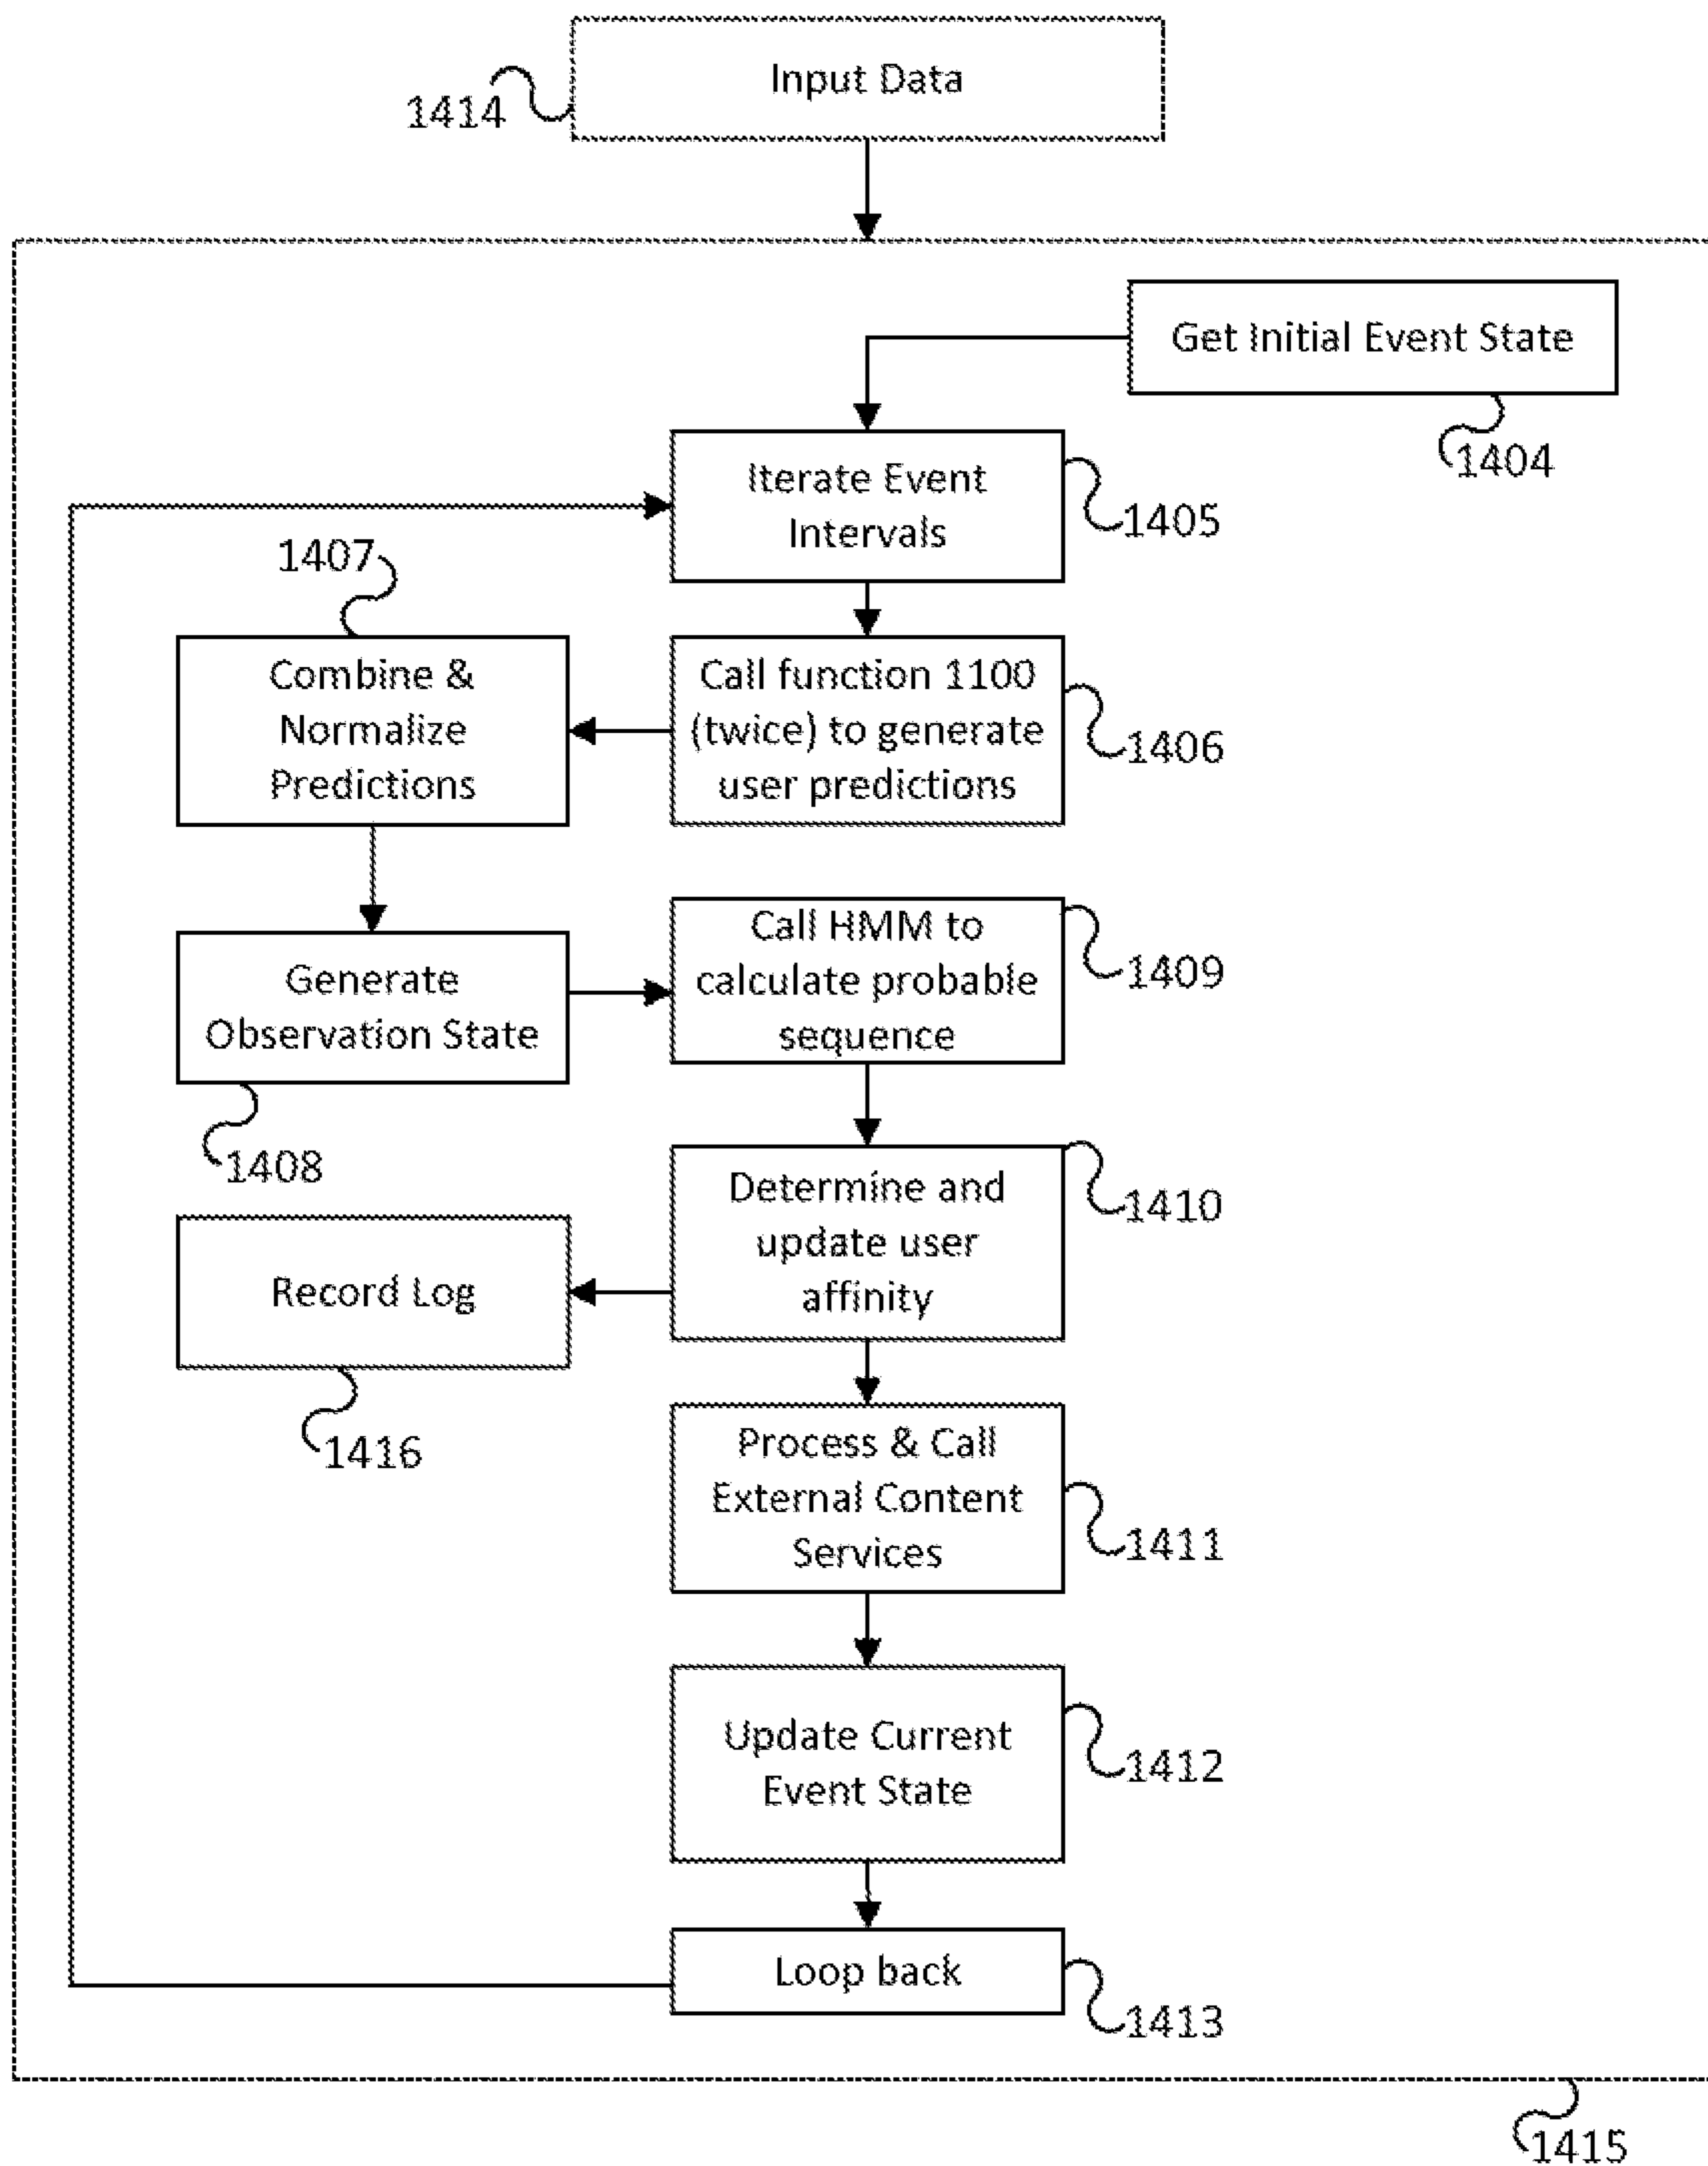 Input Data
1414
Get Initial Event State
1404
Iterate Event
Intervals
1405
1407
Combine &
Normalize
Predictions
Call function 1100
(twice) to generate
user predictions
1406
Generate
Observation State
1408
Call HMM to
calculate probable
sequence
1409
Determine and
update user
affinity
1410
Record Log
1416
Process & Call
External Content
Services
1411
Update Current
Event State
1412
Loop back
1413
1415